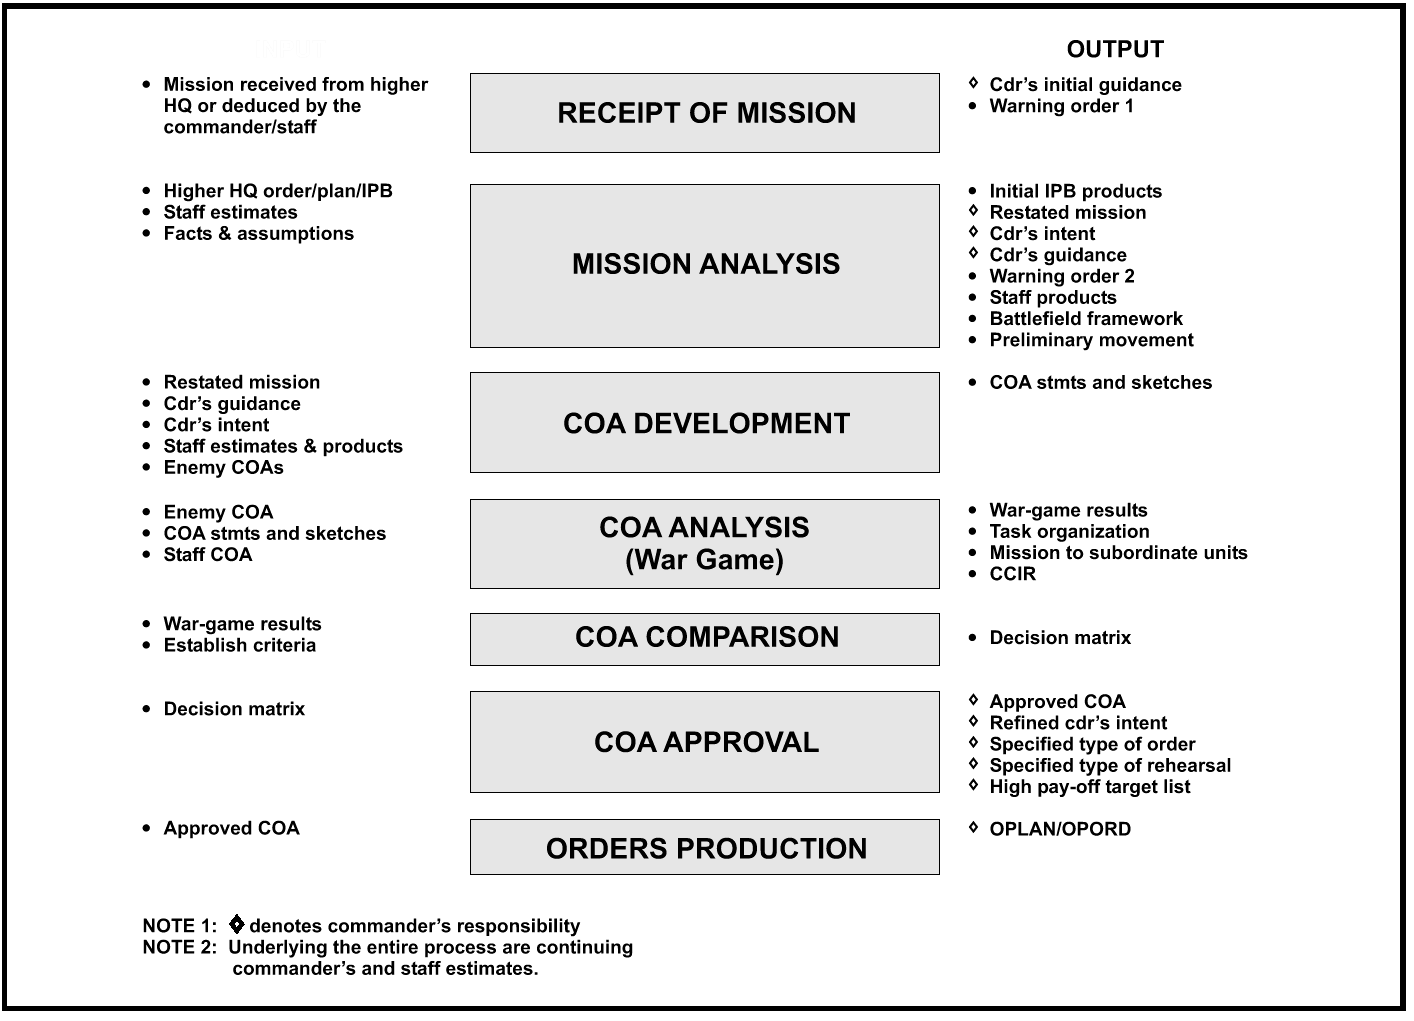 OUTPUT
• Mission received from higher
HQ or deduced by the
commander/staff
RECEIPT OF MISSION
◊ Cdr's initial guidance
• Warning order 1
• Higher HQ order/plan/IPB
• Staff estimates
• Facts & assumptions
MISSION ANALYSIS
• Initial IPB products
◊ Restated mission
◊ Cdr's intent
◊ Cdr's guidance
• Warning order 2
• Staff products
• Battlefield framework
• Preliminary movement
• Restated mission
• Cdr's guidance
• Cdr's intent
• Staff estimates & products
• Enemy COAs
COA DEVELOPMENT
• COA stmts and sketches
• Enemy COA
• COA stmts and sketches
• Staff COA
COA ANALYSIS
(War Game)
• War-game results
• Task organization
• Mission to subordinate units
• CCIR
• War-game results
• Establish criteria
COA COMPARISON
• Decision matrix
• Decision matrix
COA APPROVAL
◊ Approved COA
◊ Refined cdr's intent
◊ Specified type of order
◊ Specified type of rehearsal
◊ High pay-off target list
• Approved COA
ORDERS PRODUCTION
◊ OPLAN/OPORD
NOTE 1: ◊ denotes commander's responsibility
NOTE 2: Underlying the entire process are continuing
commander's and staff estimates.